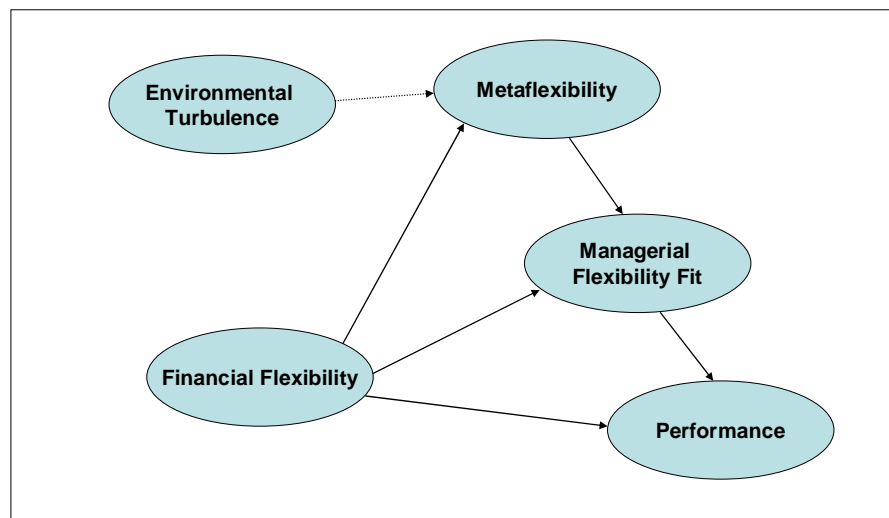 Environmental
Turbulence
Metaflexibility
Managerial
Flexibility Fit
Financial Flexibility
Performance